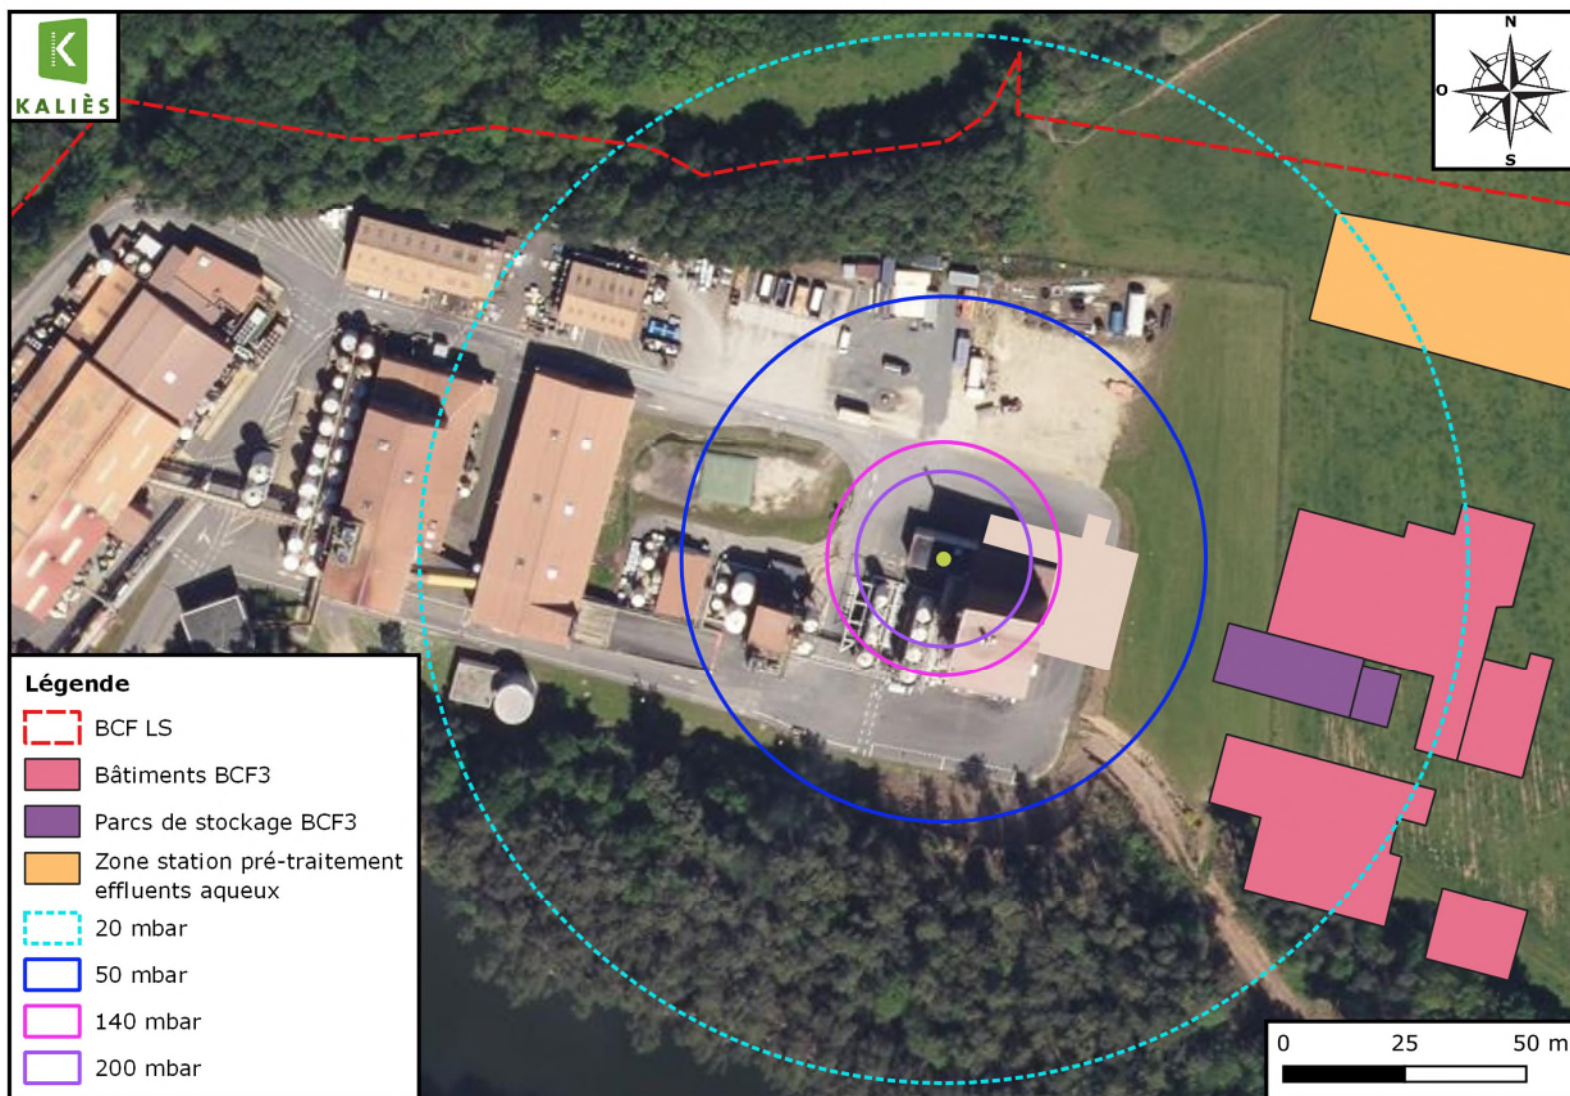 KALIÈS
N
O
S
Légende
BCF LS
Bâtiments BCF3
Parcs de stockage BCF3
Zone station pré-traitement
effluents aqueux
20 mbar
50 mbar
140 mbar
200 mbar
0 25 50 m